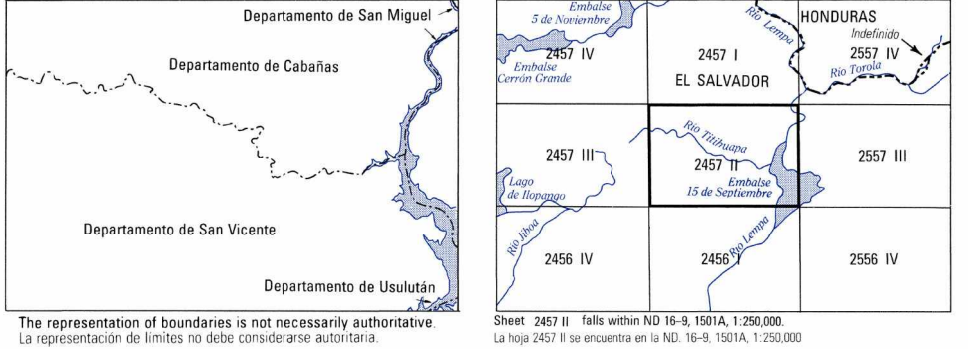 Departamento de San Miguel
Departamento de Cabañas
Departamento de San Vicente
Departamento de Usulután
The representation of boundaries is not necessarily authoritative.
La representación de límites no debe considerarse autoritaria.
Embalse
5 de Noviembre
Río Lempa
HONDURAS
Indefinido
2457 IV
2457 I
2557 IV
Embalse
Cerrón Grande
EL SALVADOR
Río Torola
Río Titihuapa
2457 III
2457 II
2557 III
Lago
de Ilopango
Embalse
15 de Septiembre
Río Jiboa
Río Lempa
2456 IV
2456 I
2556 IV
Sheet 2457 II falls within ND 16-9, 1501A, 1:250,000.
La hoja 2457 II se encuentra en la ND. 16-9, 1501A, 1:250,000